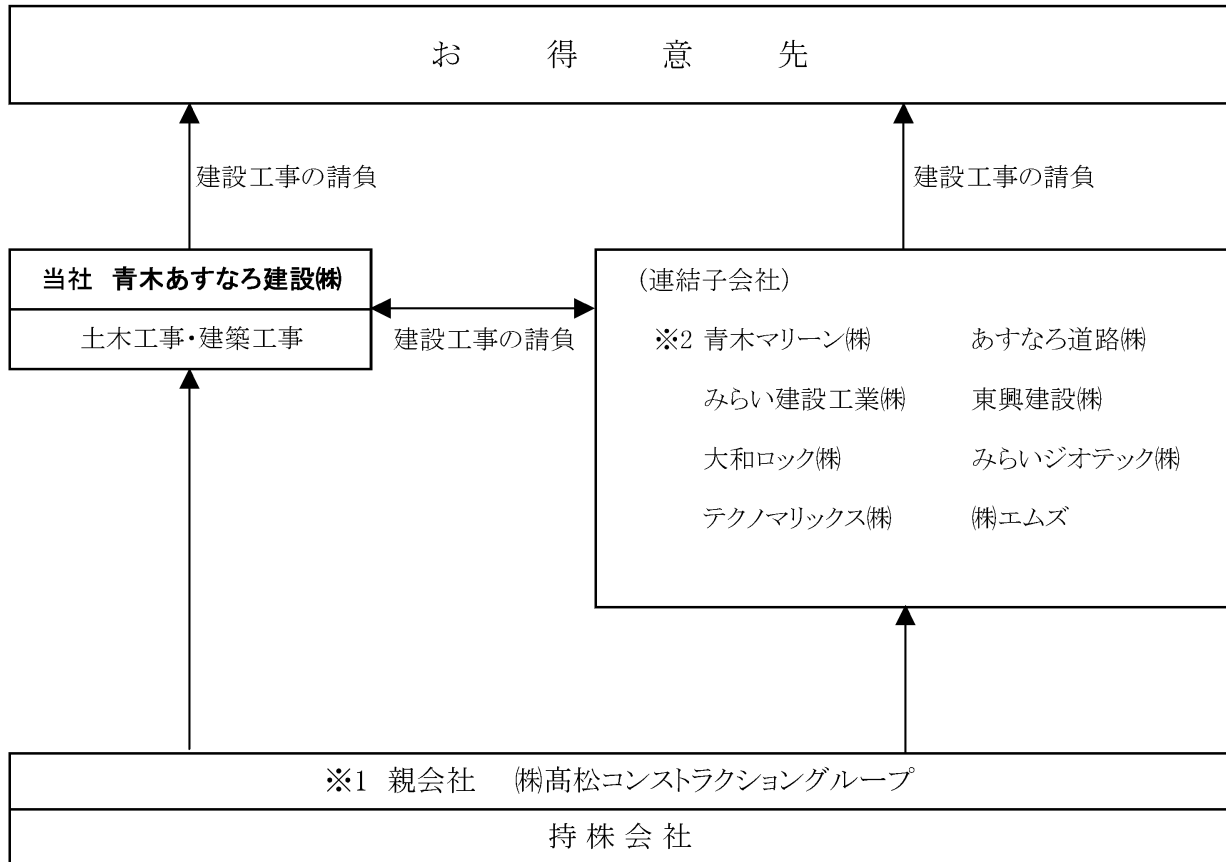 お得意先
建設工事の請負
建設工事の請負
当社 青木あすなろ建設㈱
土木工事・建築工事
建設工事の請負
(連結子会社)
※2 青木マリーン㈱ あすなろ道路㈱
みらい建設工業㈱ 東興建設㈱
大和ロック㈱ みらいジオテック㈱
テクノマリックス㈱ ㈱エムズ
※1 親会社 ㈱髙松コンストラクショングループ
持株会社